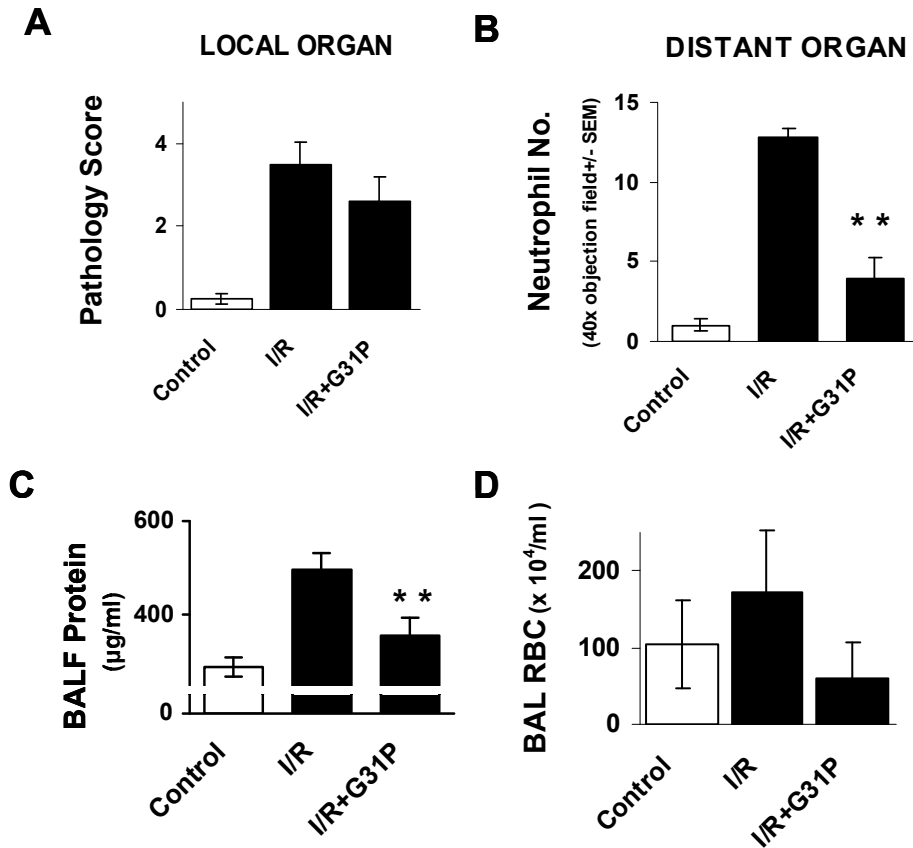 A
LOCAL ORGAN
Pathology Score
4
2
0
Control
I/R
I/R+G31P
B
DISTANT ORGAN
Neutrophil No.
(40x objection field+/- SEM)
15
10
5
0
* *
Control
I/R
I/R+G31P
C
BALF Protein
(µg/ml)
600
400
0
* *
Control
I/R
I/R+G31P
D
BAL RBC (x 10⁴/ml )
200
100
0
Control
I/R
I/R+G31P